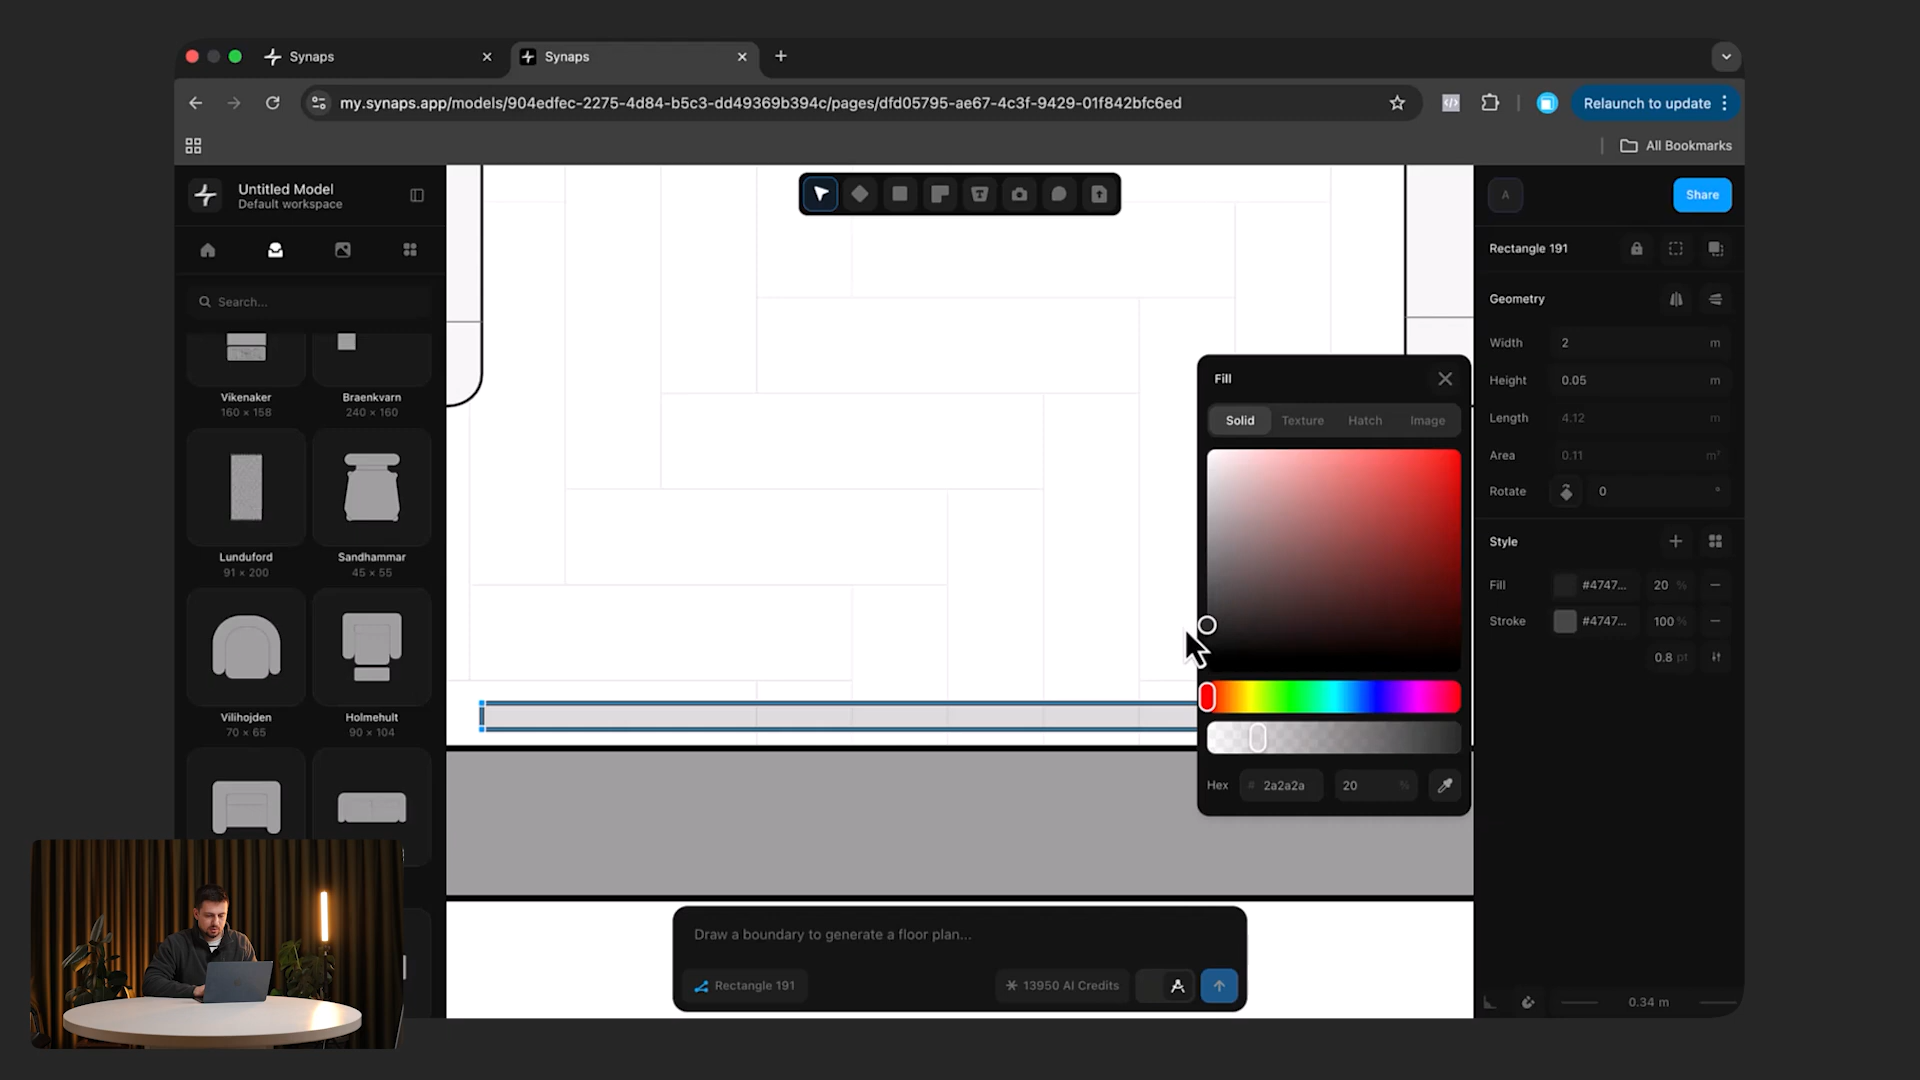 Synaps
Synaps
my.synaps.app/models/904edfec-2275-4d84-b5c3-dd49369b394c/pages/dfd05795-ae67-4c3f-9429-01f842bfc6ed
Relaunch to update
All Bookmarks
Untitled Model
Default workspace
A
Share
Search...
Rectangle 191
Geometry
Width 2 m
Height 0.05 m
Length 4.12 m
Area 0.11 m²
Rotate 0 °
Style
Fill #4747... 20 %
Stroke #4747... 100 %
0.8 pt
Vikenaker
160 × 158
Braenkvarn
240 × 160
Lunduford
91 × 200
Sandhammar
45 × 55
Vilihojden
70 × 65
Holmehult
90 × 104
Fill
Solid
Texture
Hatch
Image
Hex # 2a2a2a 20 %
Draw a boundary to generate a floor plan...
Rectangle 191
13950 AI Credits
0.34 m